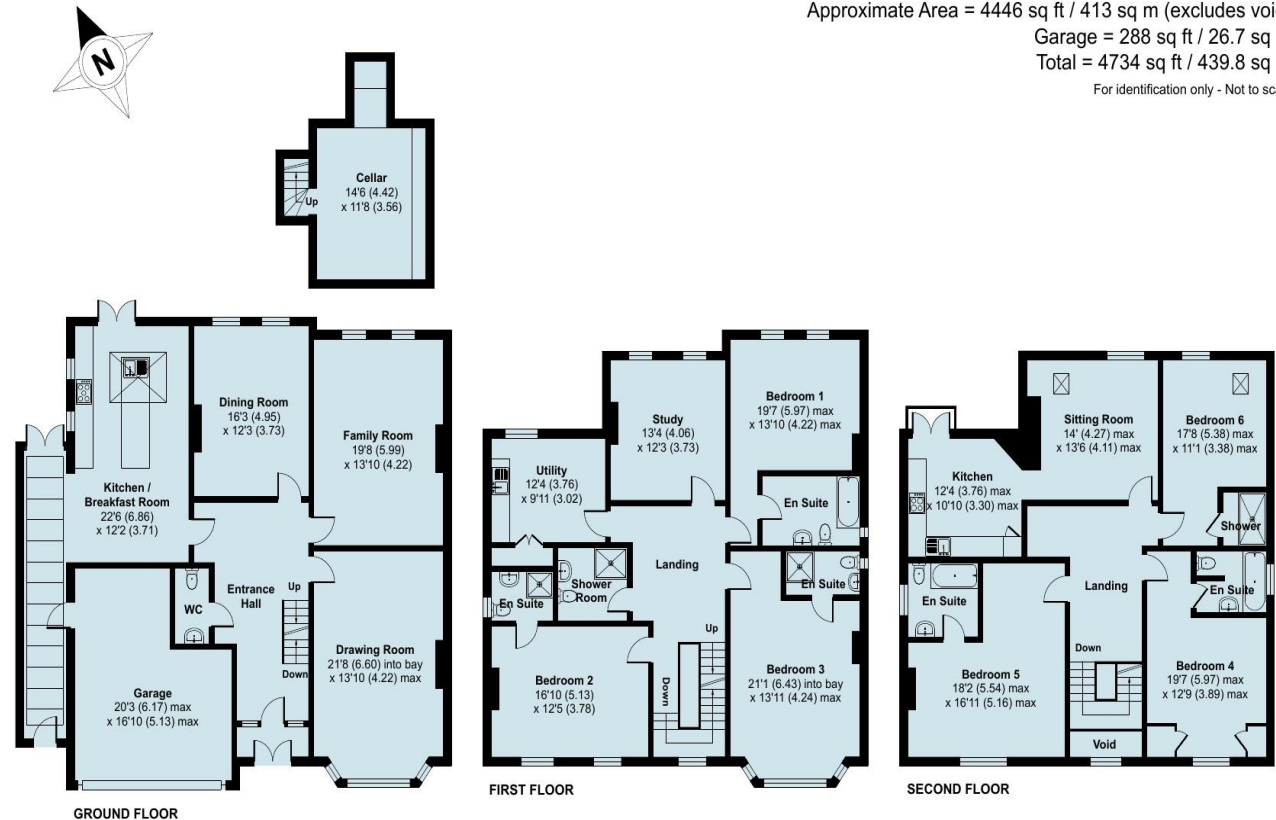 Approximate Area = 4446 sq ft / 413 sq m (excludes voi
Garage = 288 sq ft / 26.7 sq
Total = 4734 sq ft / 439.8 sq
For identification only - Not to sc
N
Cellar
14'6 (4.42)
x 11'8 (3.56)
Up
Dining Room
16'3 (4.95)
x 12'3 (3.73)
Family Room
19'8 (5.99)
x 13'10 (4.22)
Kitchen /
Breakfast Room
22'6 (6.86)
x 12'2 (3.71)
WC
Entrance
Hall
Up
Down
Drawing Room
21'8 (6.60) into bay
x 13'10 (4.22) max
Garage
20'3 (6.17) max
x 16'10 (5.13) max
GROUND FLOOR
Bedroom 1
19'7 (5.97) max
x 13'10 (4.22) max
Study
13'4 (4.06)
x 12'3 (3.73)
Utility
12'4 (3.76)
x 9'11 (3.02)
En Suite
Landing
Shower
Room
En Suite
En Suite
Up
Down
Bedroom 2
16'10 (5.13)
x 12'5 (3.78)
Bedroom 3
21'1 (6.43) into bay
x 13'11 (4.24) max
FIRST FLOOR
Sitting Room
14' (4.27) max
x 13'6 (4.11) max
Bedroom 6
17'8 (5.38) max
x 11'1 (3.38) max
Kitchen
12'4 (3.76) max
x 10'10 (3.30) max
Shower
Landing
En Suite
En Suite
Down
Bedroom 5
18'2 (5.54) max
x 16'11 (5.16) max
Bedroom 4
19'7 (5.97) max
x 12'9 (3.89) max
Void
SECOND FLOOR